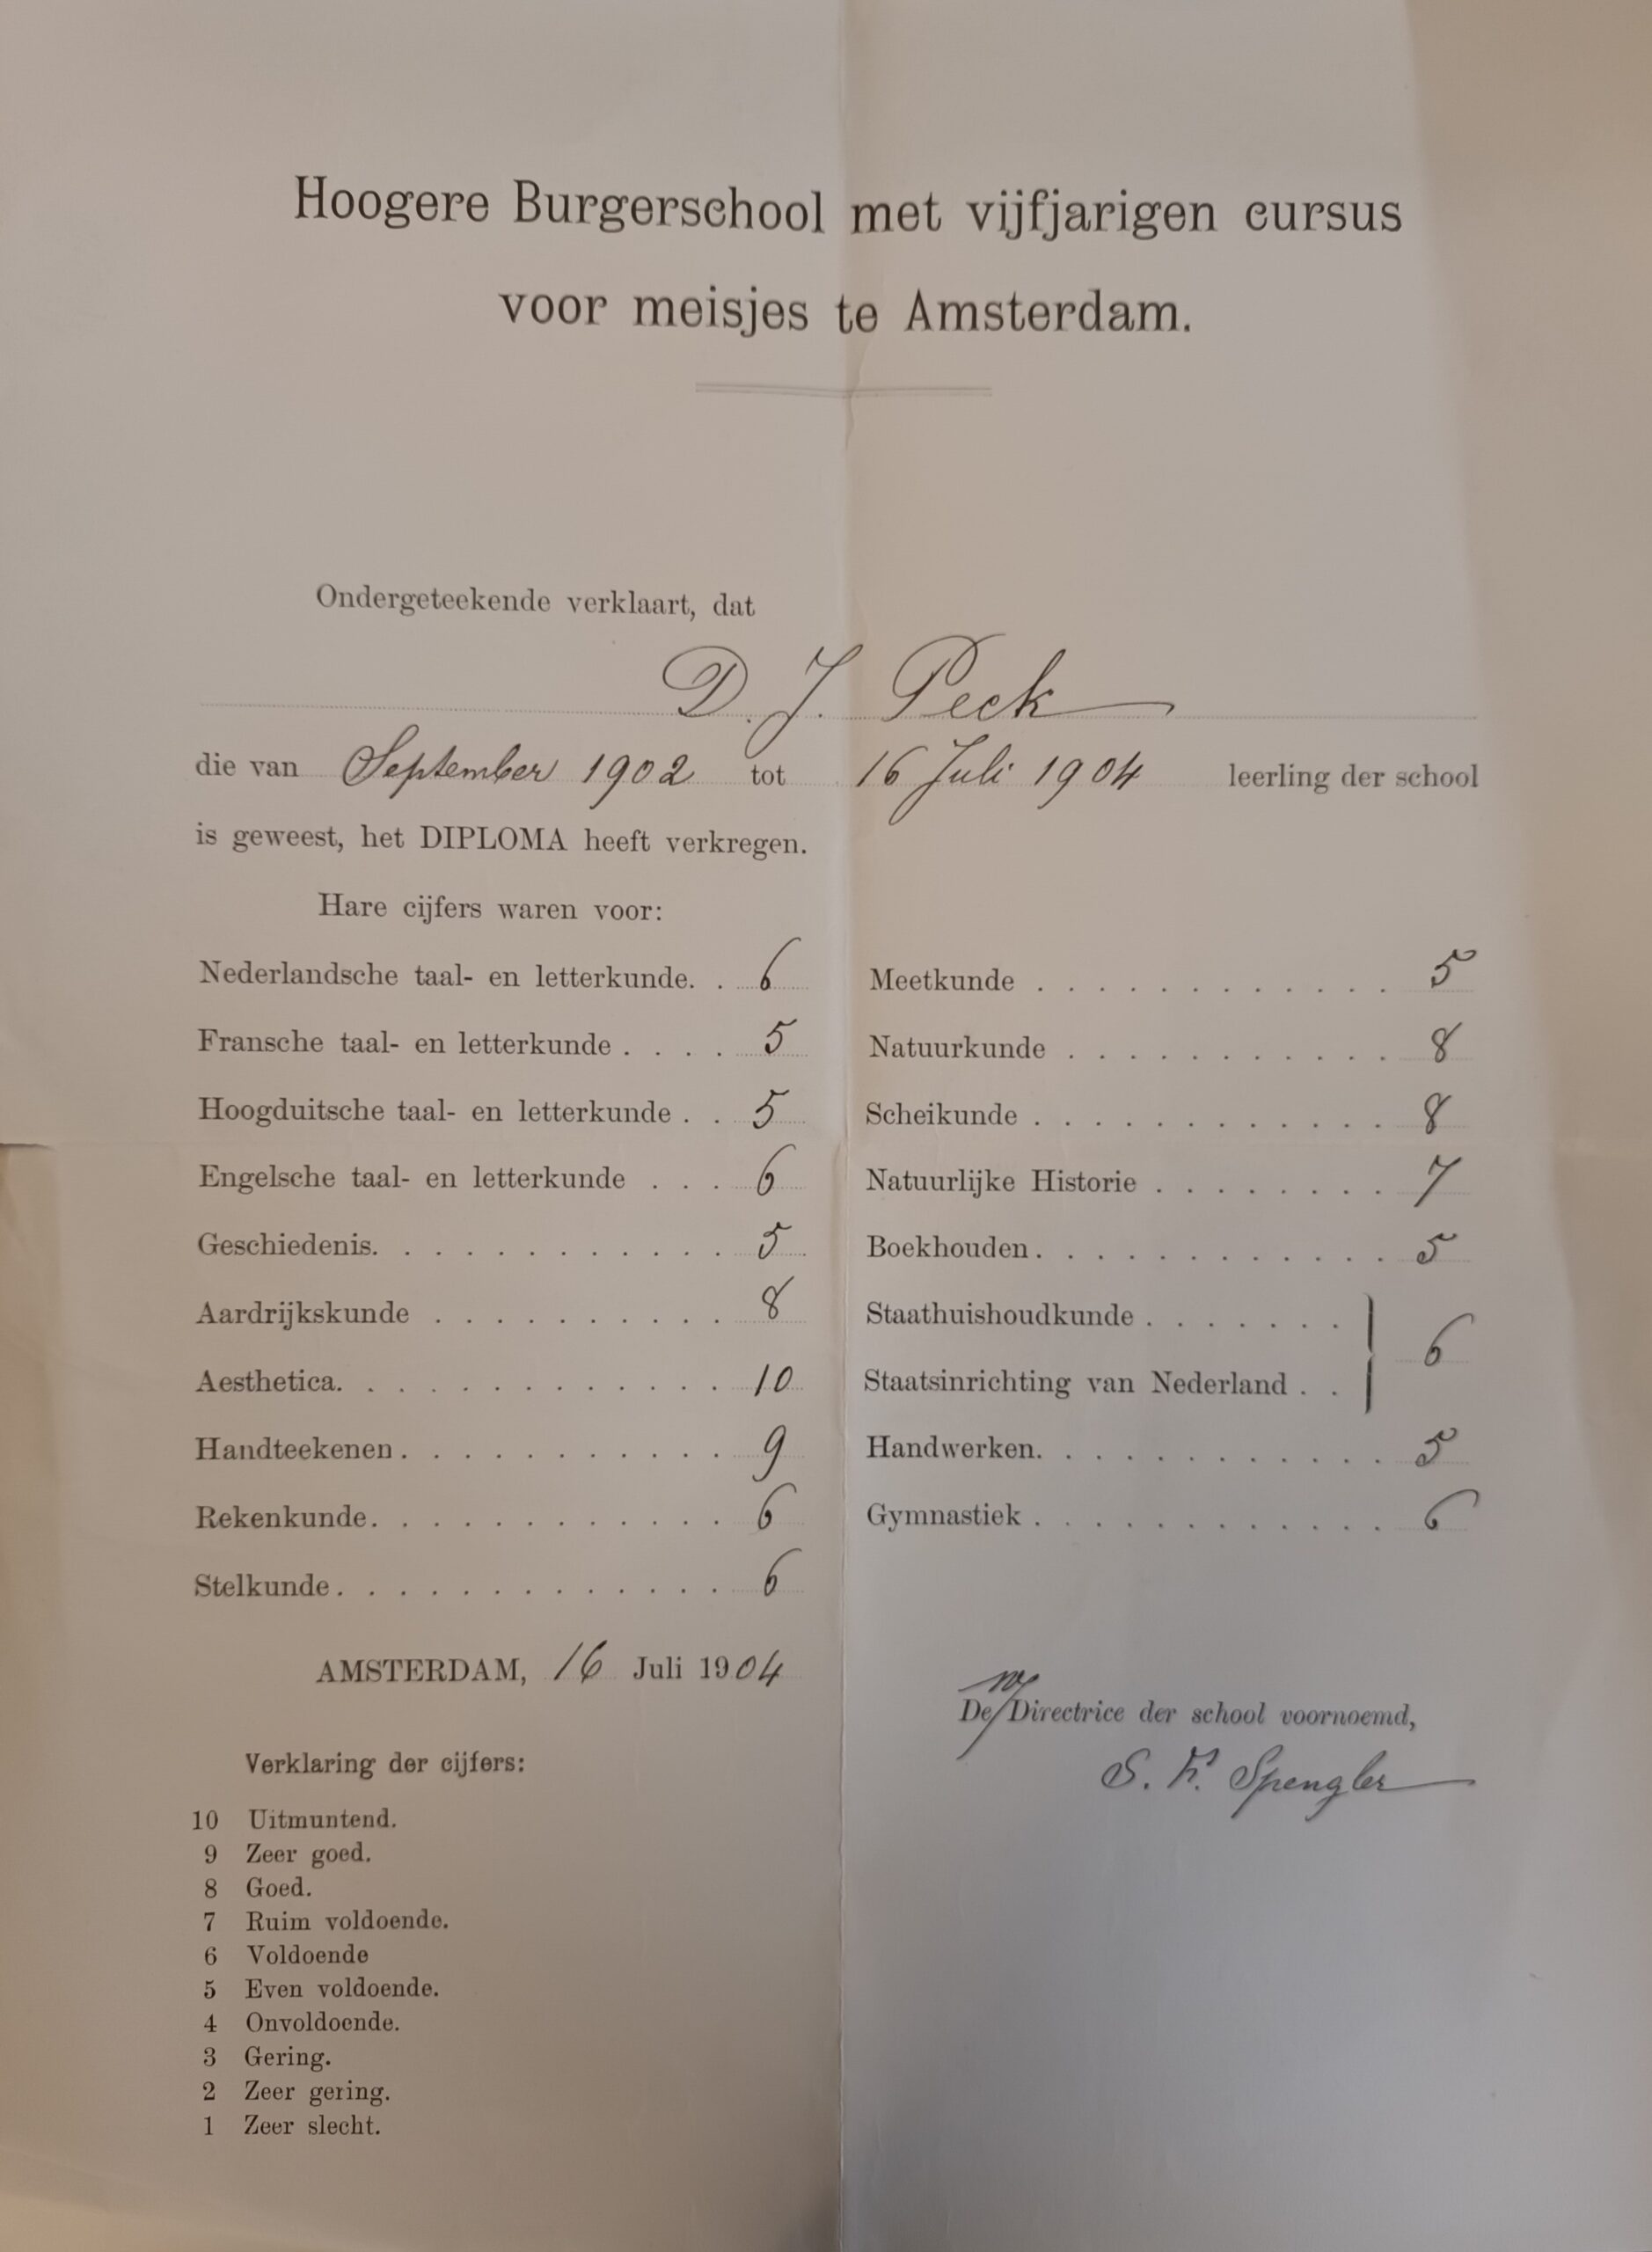 Hoogere Burgerschool met vijfjarigen cursus
voor meisjes te Amsterdam.
Ondergeteekende verklaart, dat
D. J. Peck
die van September 1902 tot 16 Juli 1904 leerling der school
is geweest, het DIPLOMA heeft verkregen.
Hare cijfers waren voor:
Nederlandsche taal- en letterkunde. . 6
Fransche taal- en letterkunde . . . . 5
Hoogduitsche taal- en letterkunde . . 5
Engelsche taal- en letterkunde . . . 6
Geschiedenis. . . . . . . . . . . . 5
Aardrijkskunde . . . . . . . . . . 8
Aesthetica. . . . . . . . . . . . . 10
Handteekenen . . . . . . . . . . . 9
Rekenkunde. . . . . . . . . . . . 6
Stelkunde. . . . . . . . . . . . . . 6
Meetkunde . . . . . . . . . . . . 5
Natuurkunde . . . . . . . . . . . 8
Scheikunde . . . . . . . . . . . . 8
Natuurlijke Historie . . . . . . . . 7
Boekhouden . . . . . . . . . . . . 5
Staathuishoudkunde . . . . . . .
Staatsinrichting van Nederland . . 6
Handwerken. . . . . . . . . . . . 5
Gymnastiek . . . . . . . . . . . . 6
AMSTERDAM, 16 Juli 1904
De Directrice der school voornoemd,
Spengler
Verklaring der cijfers:
10 Uitmuntend.
9 Zeer goed.
8 Goed.
7 Ruim voldoende.
6 Voldoende
5 Even voldoende.
4 Onvoldoende.
3 Gering.
2 Zeer gering.
1 Zeer slecht.